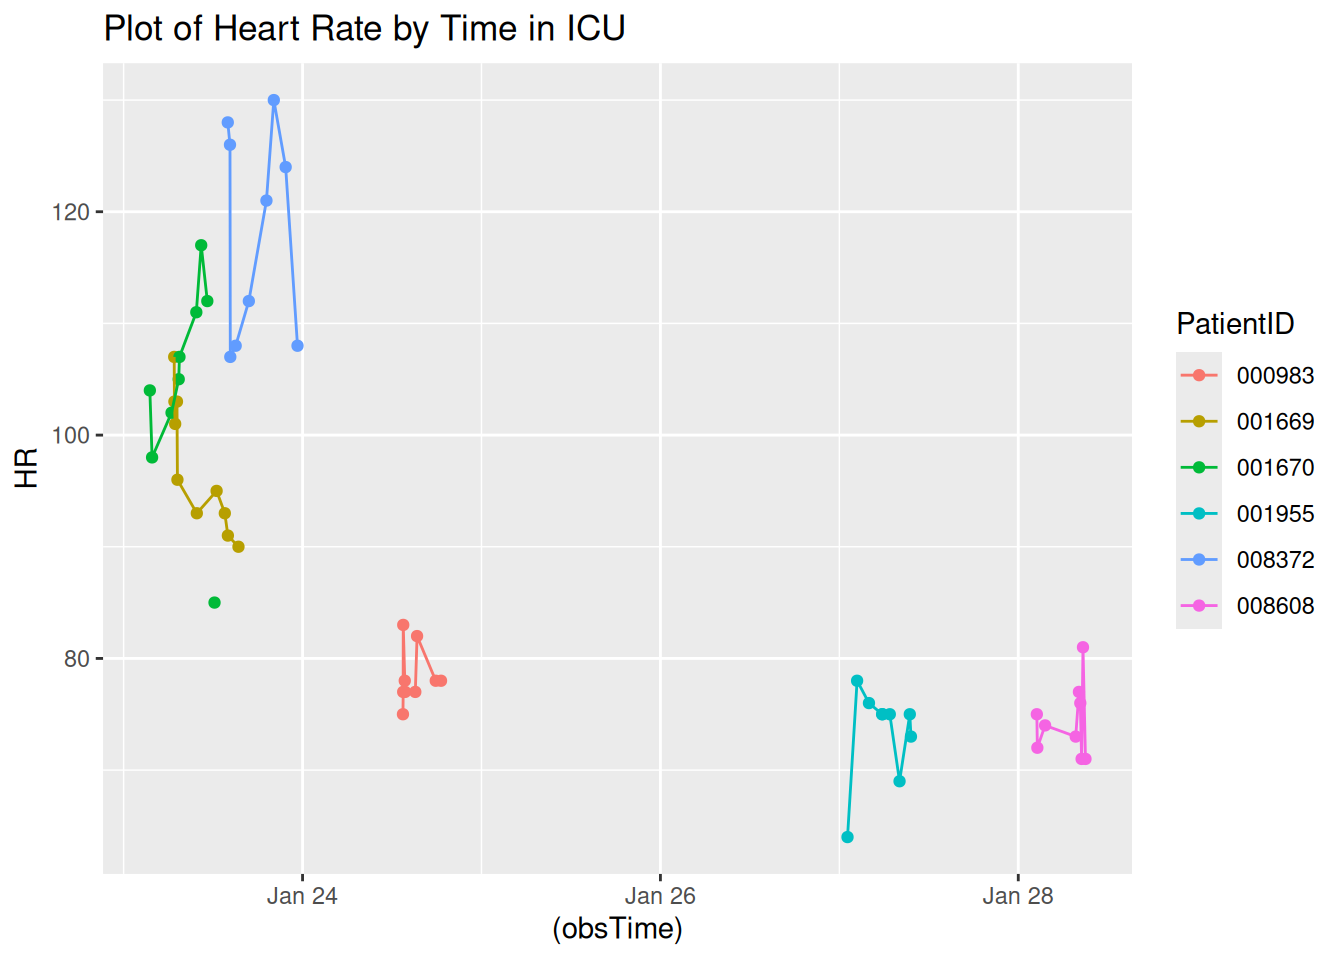 Plot of Heart Rate by Time in ICU
120
100
80
HR
Jan 24
Jan 26
Jan 28
(obsTime)
PatientID
000983
001669
001670
001955
008372
008608